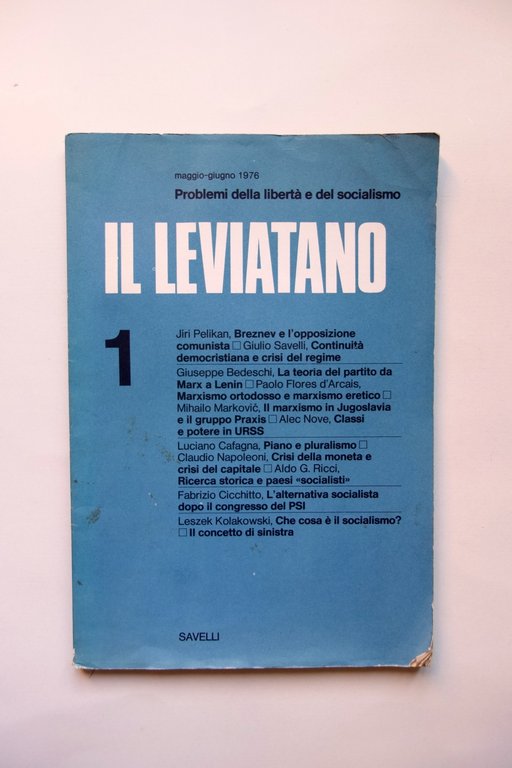 maggio-giugno 1976
Problemi della libertà e del socialismo
IL LEVIATANO
1
Jiri Pelikan, Breznev e l'opposizione
comunista □ Giulio Savelli, Continuità
democristiana e crisi del regime
Giuseppe Bedeschi, La teoria del partito da
Marx a Lenin □ Paolo Flores d'Arcais,
Marxismo ortodosso e marxismo eretico □
Mihailo Marković, Il marxismo in Jugoslavia
e il gruppo Praxis □ Alec Nove, Classi
e potere in URSS
Luciano Cafagna, Piano e pluralismo □
Claudio Napoleoni, Crisi della moneta e
crisi del capitale □ Aldo G. Ricci,
Ricerca storica e paesi «socialisti»
Fabrizio Cicchitto, L'alternativa socialista
dopo il congresso del PSI
Leszek Kolakowski, Che cosa è il socialismo?
□ Il concetto di sinistra
SAVELLI